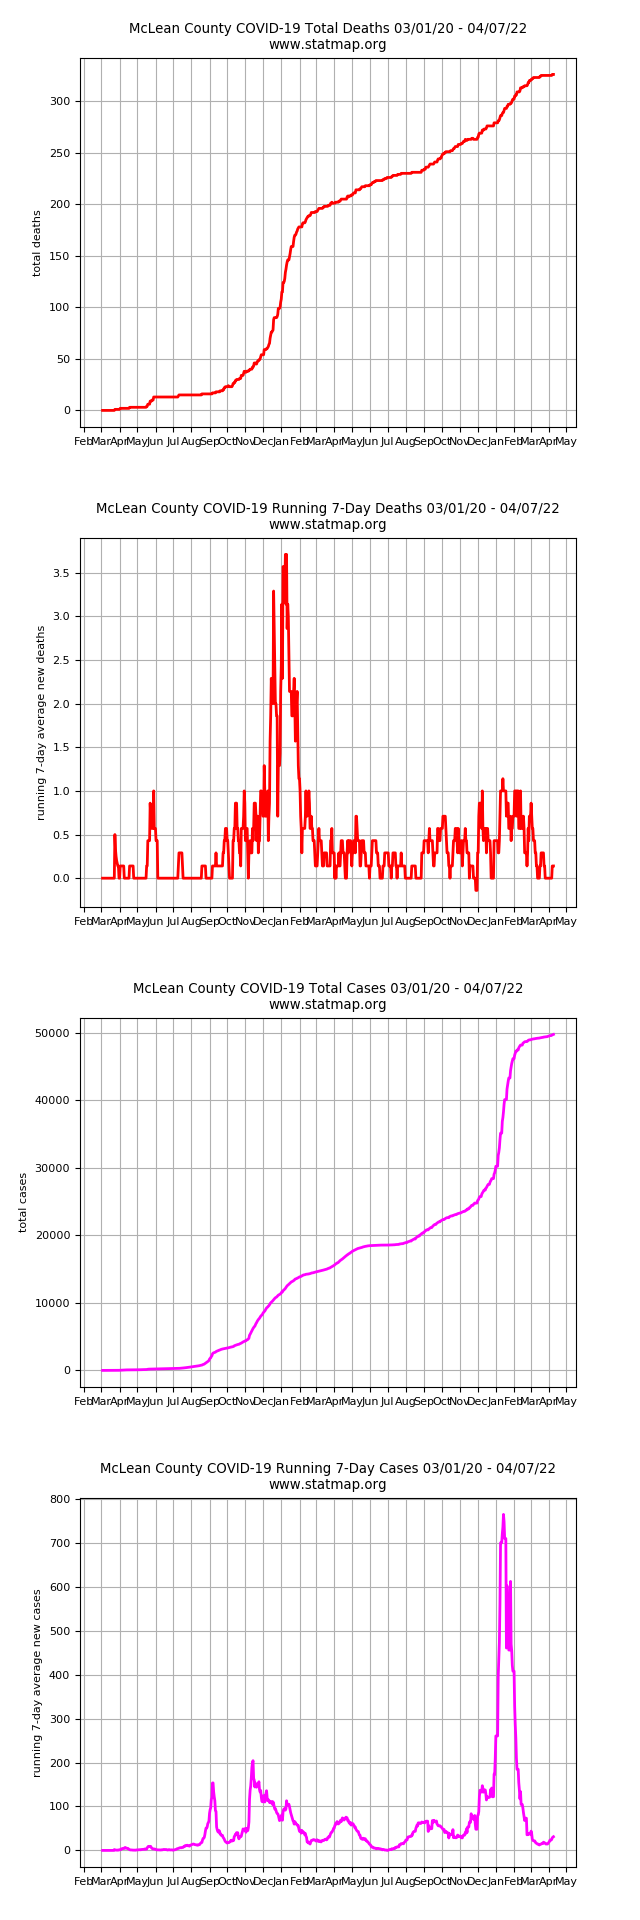 McLean County COVID-19 Total Deaths 03/01/20 - 04/07/22
www.statmap.org
total deaths
300
250
200
150
100
50
0
Feb Mar Apr May Jun Jul Aug Sep Oct Nov Dec Jan Feb Mar Apr May Jun Jul Aug Sep Oct Nov Dec Jan Feb Mar Apr May
McLean County COVID-19 Running 7-Day Deaths 03/01/20 - 04/07/22
www.statmap.org
running 7-day average new deaths
3.5
3.0
2.5
2.0
1.5
1.0
0.5
0.0
Feb Mar Apr May Jun Jul Aug Sep Oct Nov Dec Jan Feb Mar Apr May Jun Jul Aug Sep Oct Nov Dec Jan Feb Mar Apr May
McLean County COVID-19 Total Cases 03/01/20 - 04/07/22
www.statmap.org
total cases
50000
40000
30000
20000
10000
0
Feb Mar Apr May Jun Jul Aug Sep Oct Nov Dec Jan Feb Mar Apr May Jun Jul Aug Sep Oct Nov Dec Jan Feb Mar Apr May
McLean County COVID-19 Running 7-Day Cases 03/01/20 - 04/07/22
www.statmap.org
running 7-day average new cases
800
700
600
500
400
300
200
100
0
Feb Mar Apr May Jun Jul Aug Sep Oct Nov Dec Jan Feb Mar Apr May Jun Jul Aug Sep Oct Nov Dec Jan Feb Mar Apr May